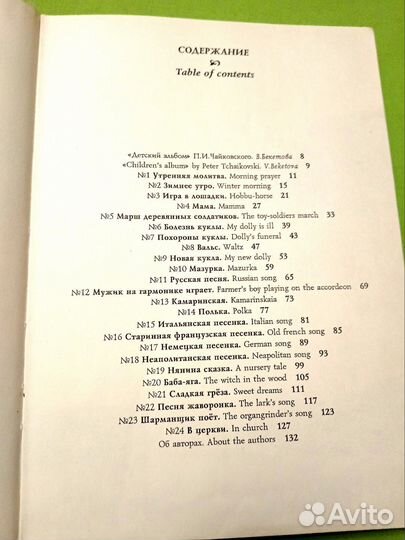 СОДЕРЖАНИЕ
Table of contents
«Детский альбом» П.И.Чайковского. В.Бекетова 8
«Children's album» by Peter Tchaikovski. V.Beketova 9
№1 Утренняя молитва. Morning prayer 11
№2 Зимнее утро. Winter morning 15
№3 Игра в лошадки. Hobbu-horse 21
№4 Мама. Mamma 27
№5 Марш деревянных солдатиков. The toy-soldiers march 33
№6 Болезнь куклы. My dolly is ill 39
№7 Похороны куклы. Dolly's funeral 43
№8 Вальс. Waltz 47
№9 Новая кукла. My new dolly 53
№10 Мазурка. Mazurka 59
№11 Русская песня. Russian song 65
№12 Мужик на гармонике играет. Farmer's boy playing on the accordeon 69
№13 Камаринская. Kamarinskaia 73
№14 Полька. Polka 77
№15 Итальянская песенка. Italian song 81
№16 Старинная французская песенка. Old french song 85
№17 Немецкая песенка. German song 89
№18 Неаполитанская песенка. Neapolitan song 93
№19 Нянина сказка. A nursery tale 99
№20 Баба-яга. The witch in the wood 105
№21 Сладкая грёза. Sweet dreams 111
№22 Песня жаворонка. The lark's song 117
№23 Шарманщик поёт. The organgrinder's song 123
№24 В церкви. In church 127
Об авторах. About the authors 132
Avito